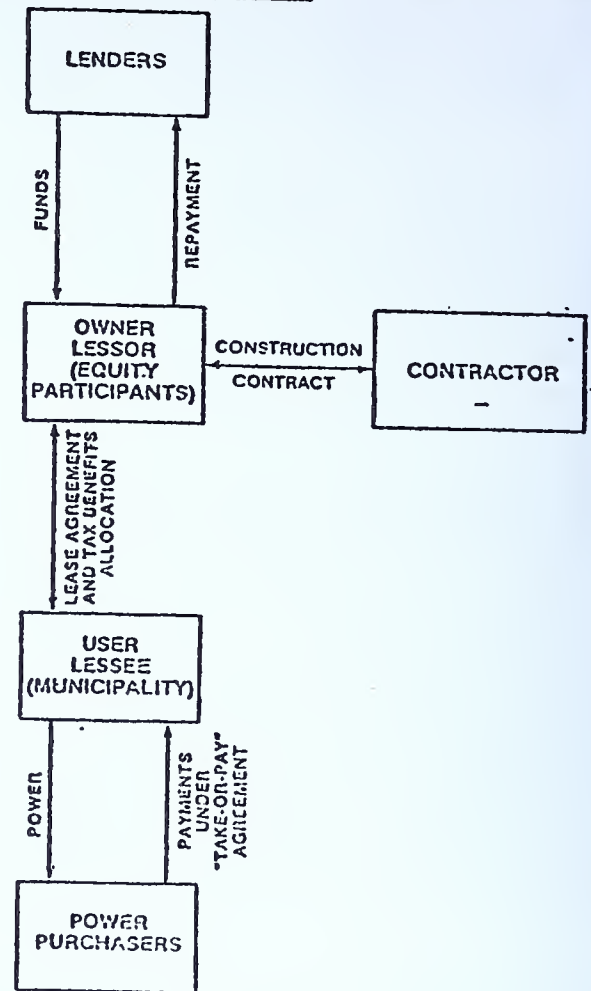 LENDERS
FUNDS
REPAYMENT
OWNER
LESSOR
(EQUITY
PARTICIPANTS)
CONSTRUCTION
CONTRACT
CONTRACTOR
LEASE AGREEMENT
AND TAX BENEFITS
ALLOCATION
USER
LESSEE
(MUNICIPALITY)
POWER
PAYMENTS
UNDER
"TAKE-OR-PAY"
AGREEMENT
POWER
PURCHASERS